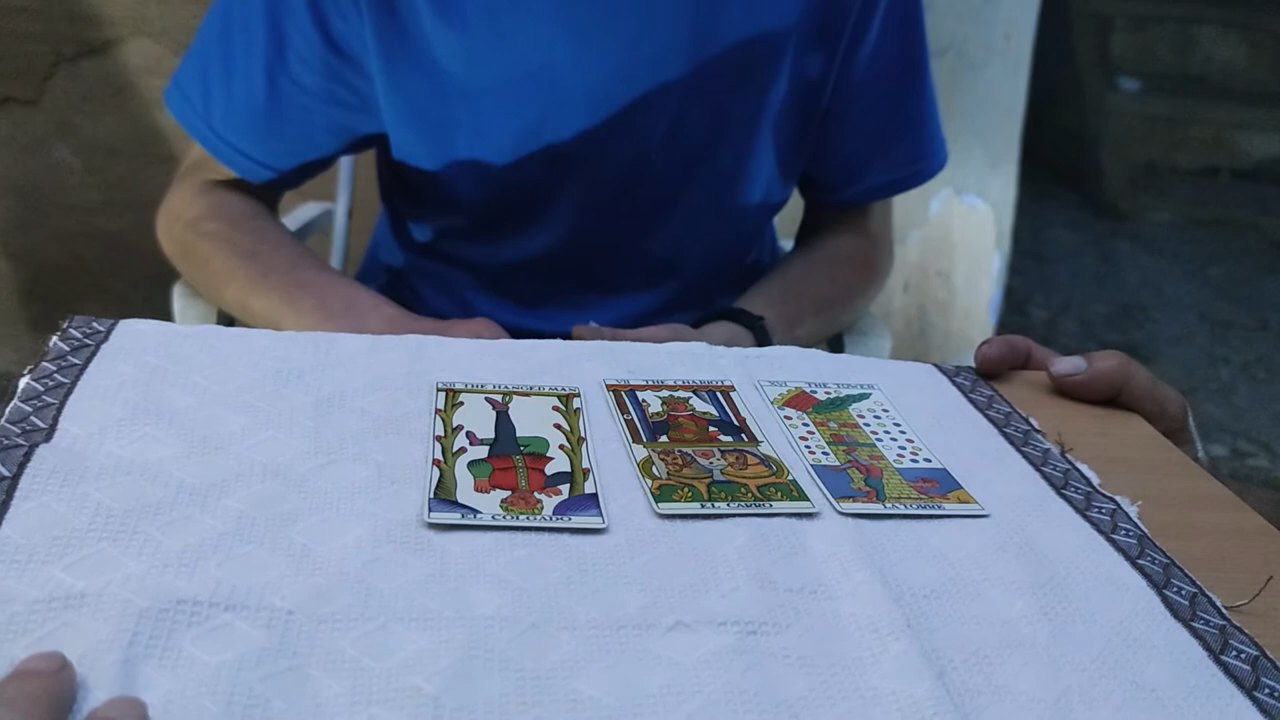 XII THE HANGED MAN
EL COLGADO
VII THE CHARIOT
EL CARRO
XVI THE TOWER
LA TORRE